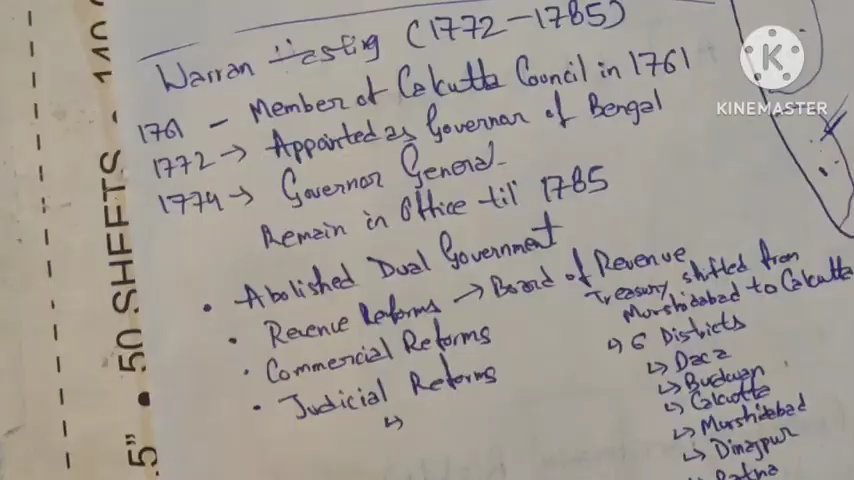 Warran Hasting (1772-1785)
1761 - Member of Calcutta Council in 1761
1772 → Appointed as Governor of Bengal
1774 → Governor General
Remain in Office til 1785
• Abolished Dual Government
• Revenue Reforms → Board of Revenue
Treasury shifted from
Murshidabad to Calcutta
↳ 6 Districts
↳ Dacca
↳ Burdwan
↳ Calcutta
↳ Murshidabad
↳ Dinajpur
↳ Patna
• Commercial Reforms
• Judicial Reforms
↳
.5" • 50 SHEETS - 140
KINEMASTER